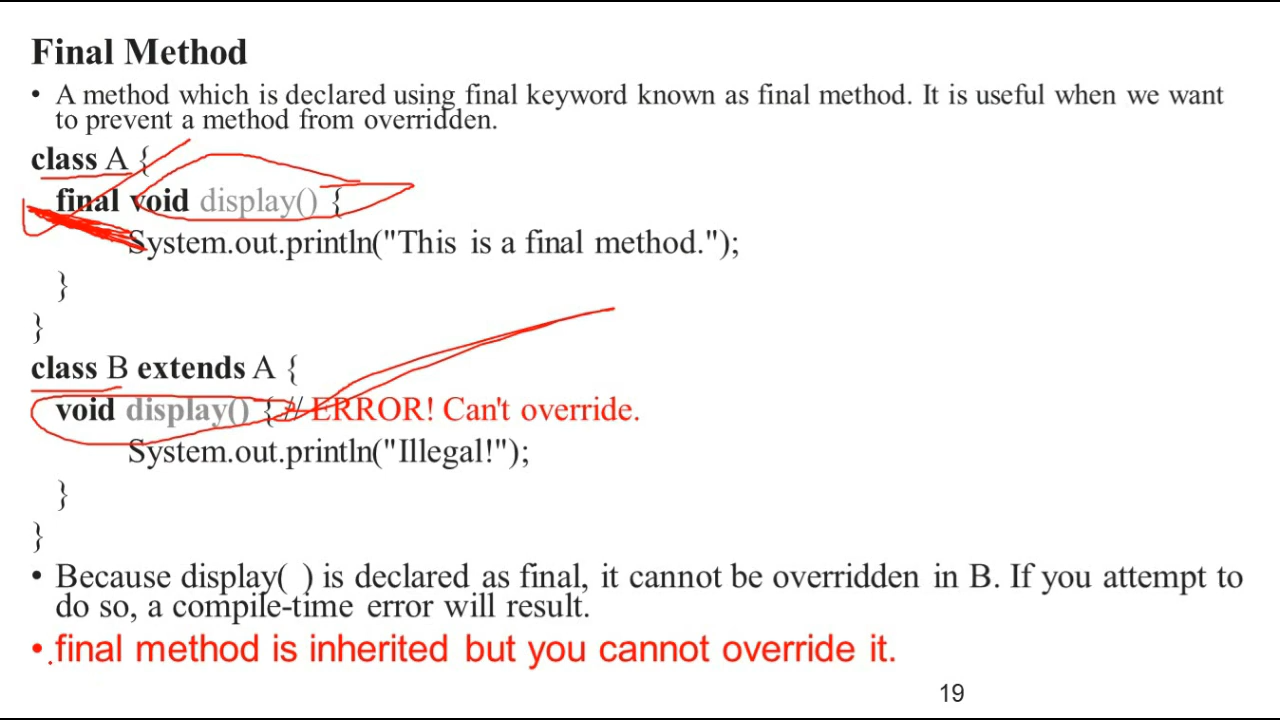 Final Method
• A method which is declared using final keyword known as final method. It is useful when we want
to prevent a method from overridden.
class A {
final void display() {
System.out.println("This is a final method.");
}
}
class B extends A {
void display() { // ERROR! Can't override.
System.out.println("Illegal!");
}
}
• Because display( ) is declared as final, it cannot be overridden in B. If you attempt to
do so, a compile-time error will result.
• final method is inherited but you cannot override it.
19